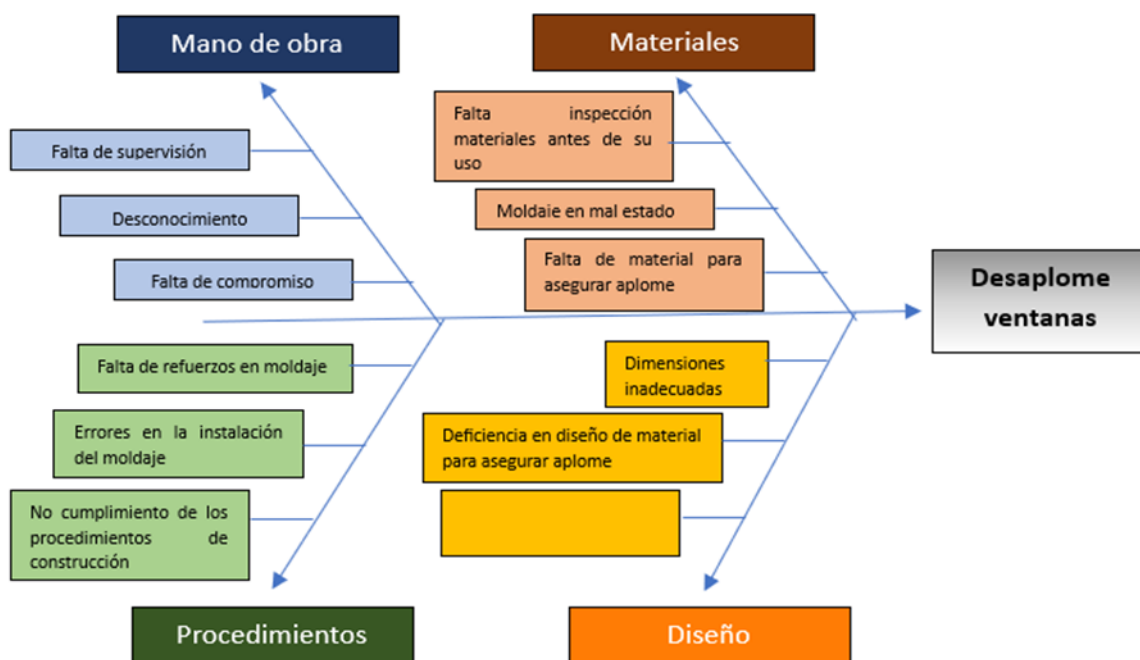 Mano de obra
Materiales
Falta de supervisión
Desconocimiento
Falta de compromiso
Falta inspección
materiales antes de su
uso
Moldaje en mal estado
Falta de material para
asegurar aplome
Desaplome
ventanas
Falta de refuerzos en moldaje
Errores en la instalación
del moldaje
No cumplimiento de los
procedimientos de
construcción
Dimensiones
inadecuadas
Deficiencia en diseño de material
para asegurar aplome
Procedimientos
Diseño